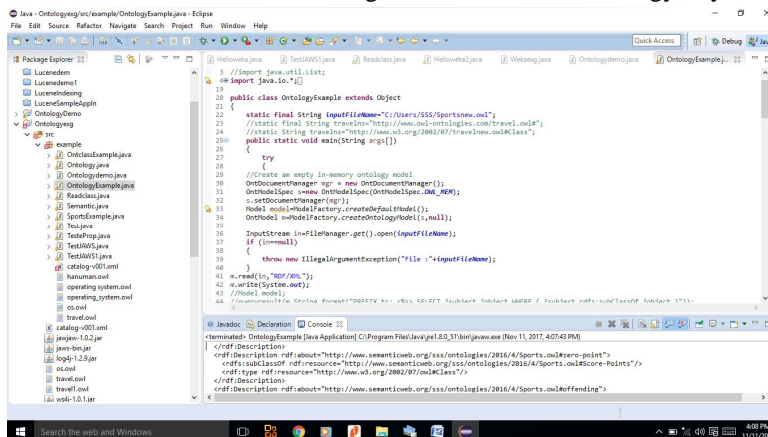 Java - Ontologyexg/src/example/OntologyExample.java - Eclipse
File Edit Source Refactor Navigate Search Project Run Window Help
Quick Access
Debug
Package Explorer
Lucenedem
Lucenedemo1
LuceneIndexing
LuceneSampleAppln
OntologyDemo
Ontologyexg
src
example
OntclassExample.java
Ontology.java
Ontologydemo.java
OntologyExample.java
Readclass.java
Semantic.java
SportsExample.java
Test.java
TesteProp.java
TestJAWS.java
TestJAWS1.java
catalog-v001.xml
hanuman.owl
operating system.owl
operating_system.owl
os.owl
travel.owl
catalog-v001.xml
jawjaw-1.0.2.jar
jaws-bin.jar
log4j-1.2.9.jar
os.owl
travel.owl
travel1.owl
ws4j-1.0.1.jar
Helloweka.java TestJAWS1.java Readclass.java Helloweka2.java Wekaexg.java Ontologydemo.java OntologyExample.j...
3 //import java.util.List;
4 import java.io.*;
19
20 public class OntologyExample extends Object
21 {
22 static final String inputFileName="C:/Users/SSS/Sportsnew.owl";
23 //static final String travelns="http://www.owl-ontologies.com/travel.owl#";
24 //static String travelns="http://www.w3.org/2002/07/travelnew.owl#Class";
25 public static void main(String args[])
26 {
27 try
28 {
29 //Create am empty in-memory ontology model
30 OntDocumentManager mgr = new OntDocumentManager();
31 OntModelSpec s=new OntModelSpec(OntModelSpec.OWL_MEM);
32 s.setDocumentManager(mgr);
33 Model model=ModelFactory.createDefaultModel();
34 OntModel m=ModelFactory.createOntologyModel(s,null);
35
36 InputStream in=FileManager.get().open(inputFileName);
37 if (in==null)
38 {
39 throw new IllegalArgumentException("File :"+inputFileName);
40 }
41 m.read(in,"RDF/XML");
42 m.write(System.out);
43 //Model model;
Javadoc Declaration Console
<terminated> OntologyExample [Java Application] C:\Program Files\Java\jre1.8.0_51\bin\javaw.exe (Nov 11, 2017, 4:07:43 PM)
</rdf:Description>
<rdf:Description rdf:about="http://www.semanticweb.org/sss/ontologies/2016/4/Sports.owl#zero-point">
<rdfs:subClassOf rdf:resource="http://www.semanticweb.org/sss/ontologies/2016/4/Sports.owl#Score-Points"/>
<rdf:type rdf:resource="http://www.w3.org/2002/07/owl#Class"/>
</rdf:Description>
<rdf:Description rdf:about="http://www.semanticweb.org/sss/ontologies/2016/4/Sports.owl#offending">
Search the web and Windows
4:08 PM